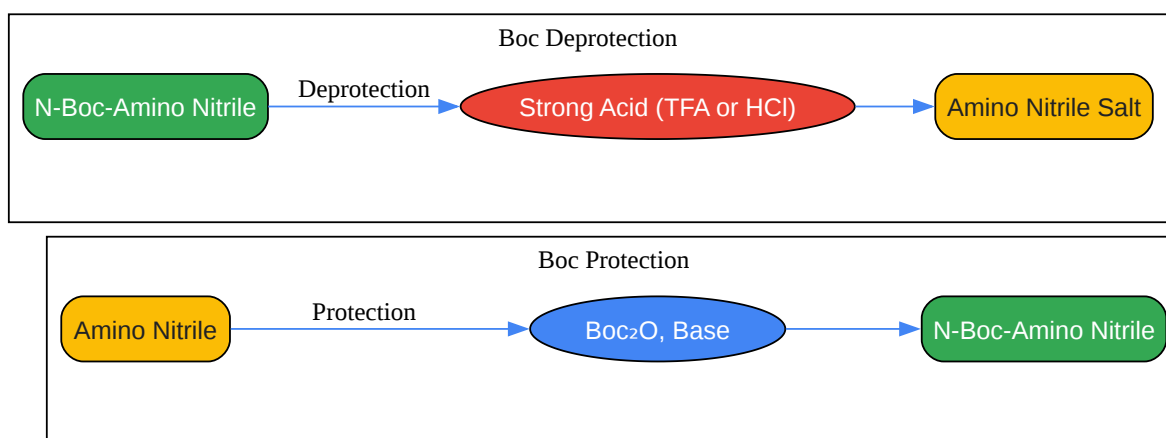 Boc Deprotection
N-Boc-Amino Nitrile
Deprotection
Strong Acid (TFA or HCl)
Amino Nitrile Salt
Boc Protection
Amino Nitrile
Protection
Boc₂O, Base
N-Boc-Amino Nitrile